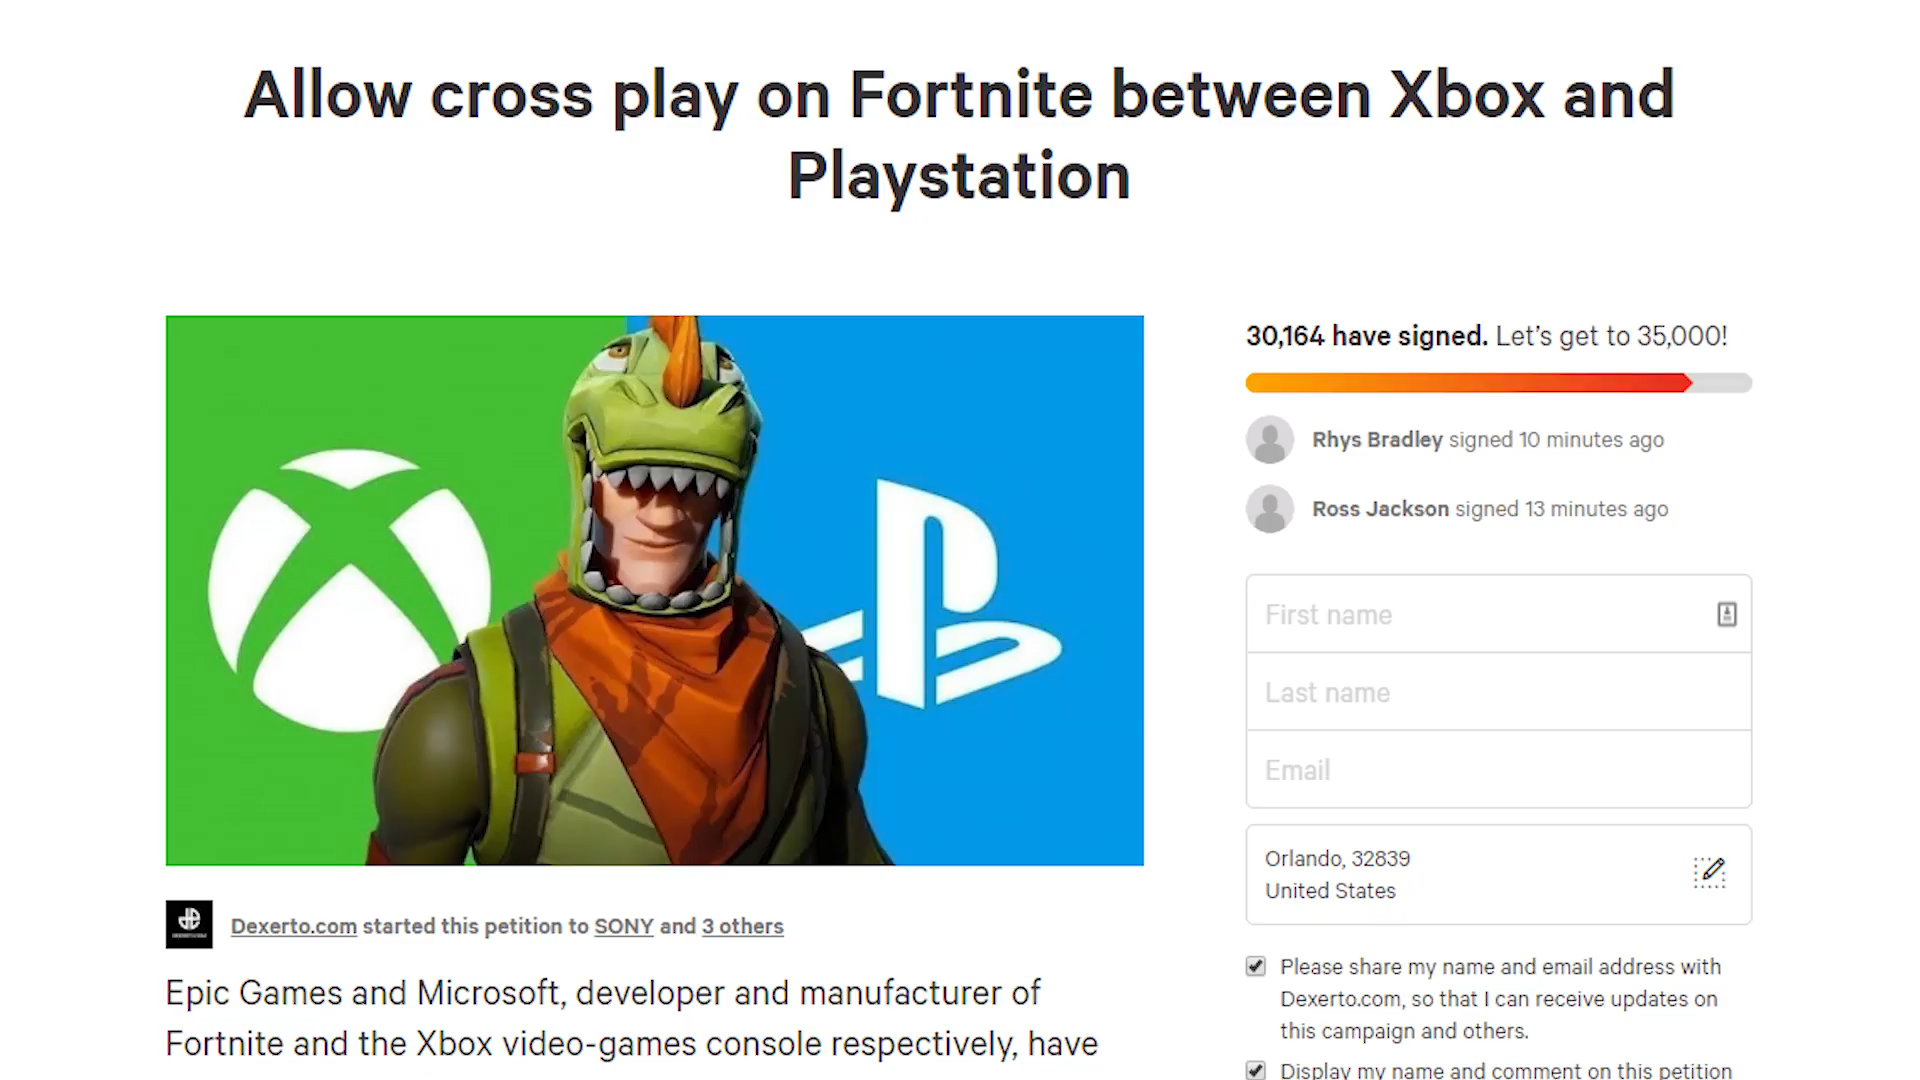 Allow cross play on Fortnite between Xbox and
Playstation
30,164 have signed. Let's get to 35,000!
Rhys Bradley signed 10 minutes ago
Ross Jackson signed 13 minutes ago
First name
Last name
Email
Orlando, 32839
United States
Please share my name and email address with
Dexerto.com, so that I can receive updates on
this campaign and others.
Display my name and comment on this petition
Dexerto.com started this petition to SONY and 3 others
Epic Games and Microsoft, developer and manufacturer of
Fortnite and the Xbox video-games console respectively, have